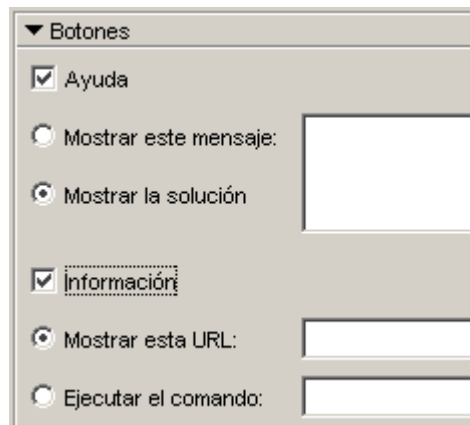 Botones
Ayuda
Mostrar este mensaje:
Mostrar la solución
Información
Mostrar esta URL:
Ejecutar el comando: